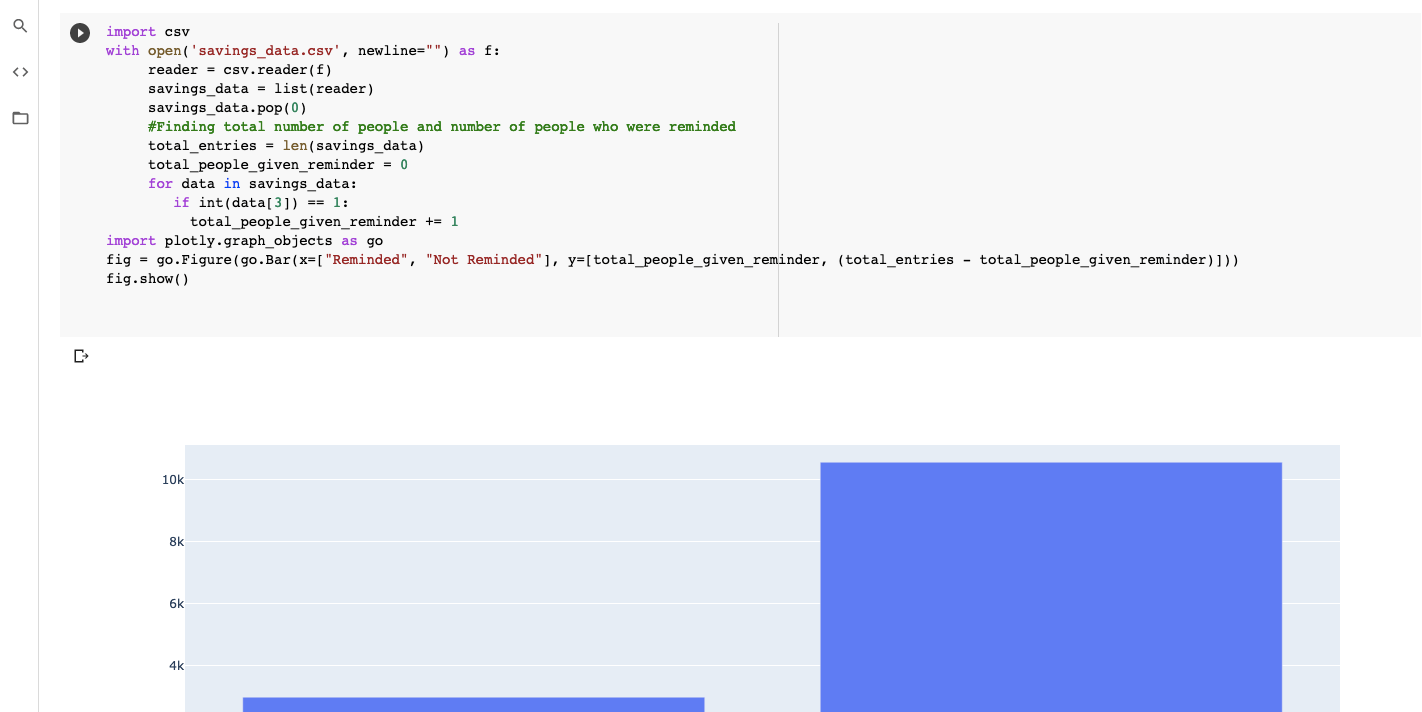 import csv
with open('savings_data.csv', newline="") as f:
     reader = csv.reader(f)
     savings_data = list(reader)
     savings_data.pop(0)
     #Finding total number of people and number of people who were reminded
     total_entries = len(savings_data)
     total_people_given_reminder = 0
     for data in savings_data:
        if int(data[3]) == 1:
          total_people_given_reminder += 1
import plotly.graph_objects as go
fig = go.Figure(go.Bar(x=["Reminded", "Not Reminded"], y=[total_people_given_reminder, (total_entries - total_people_given_reminder)]))
fig.show()
10k
8k
6k
4k